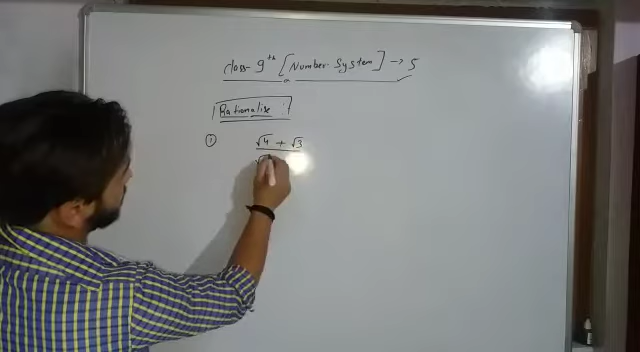 class-9th [Number-System] → 5
Rationalise :
① √4 + √3